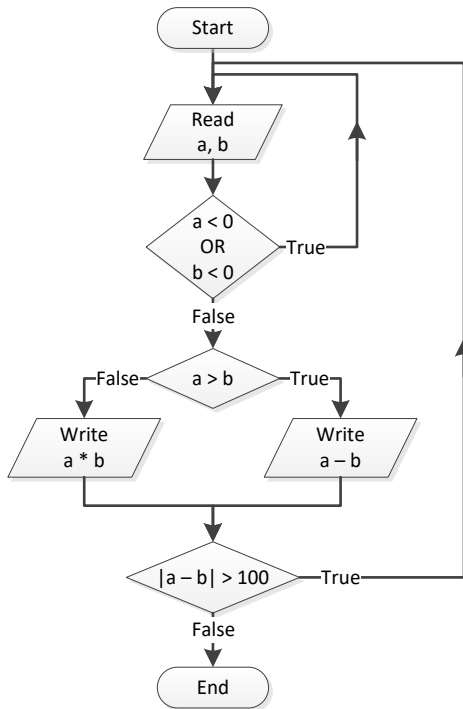 Start
Read
a, b
a < 0
OR
b < 0
True
False
a > b
False
True
Write
a * b
Write
a – b
|a – b| > 100
True
False
End